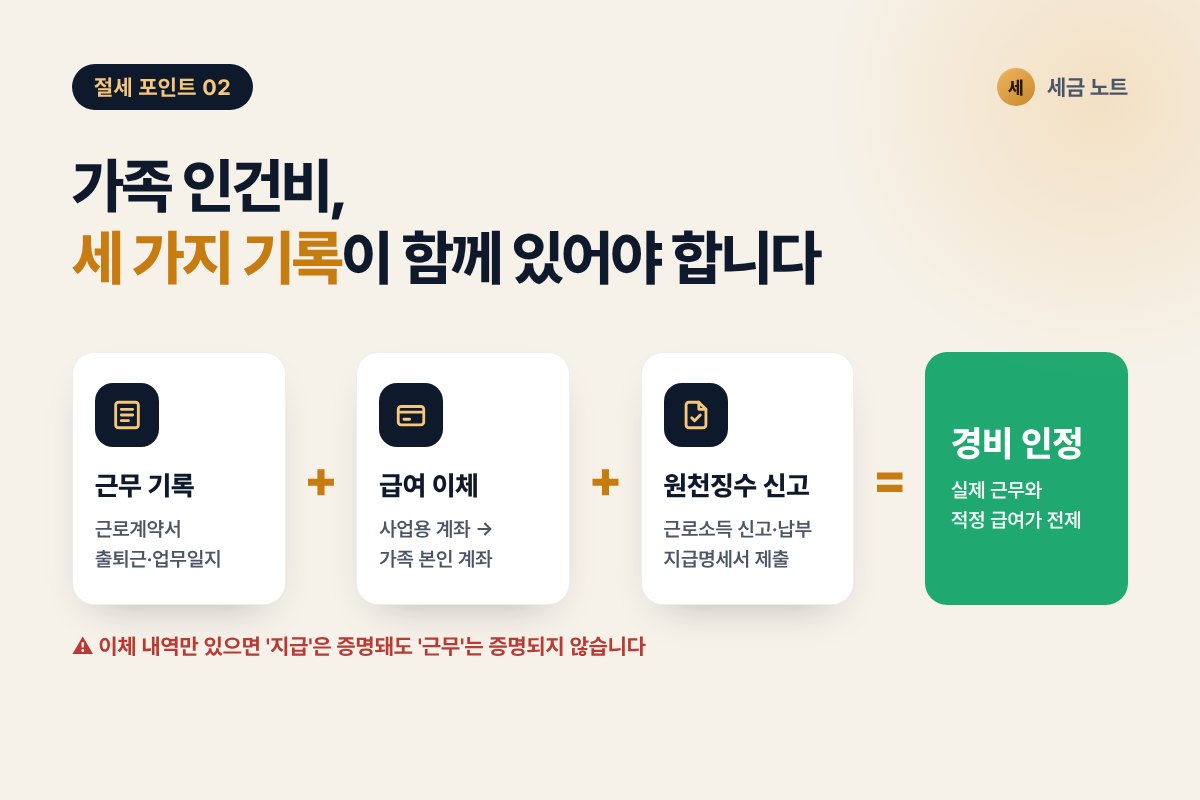 절세 포인트 02
세 세금 노트
가족 인건비,
세 가지 기록이 함께 있어야 합니다
근무 기록
근로계약서
출퇴근·업무일지
+
급여 이체
사업용 계좌 →
가족 본인 계좌
+
원천징수 신고
근로소득 신고·납부
지급명세서 제출
=
경비 인정
실제 근무와
적정 급여가 전제
⚠ 이체 내역만 있으면 '지급'은 증명돼도 '근무'는 증명되지 않습니다